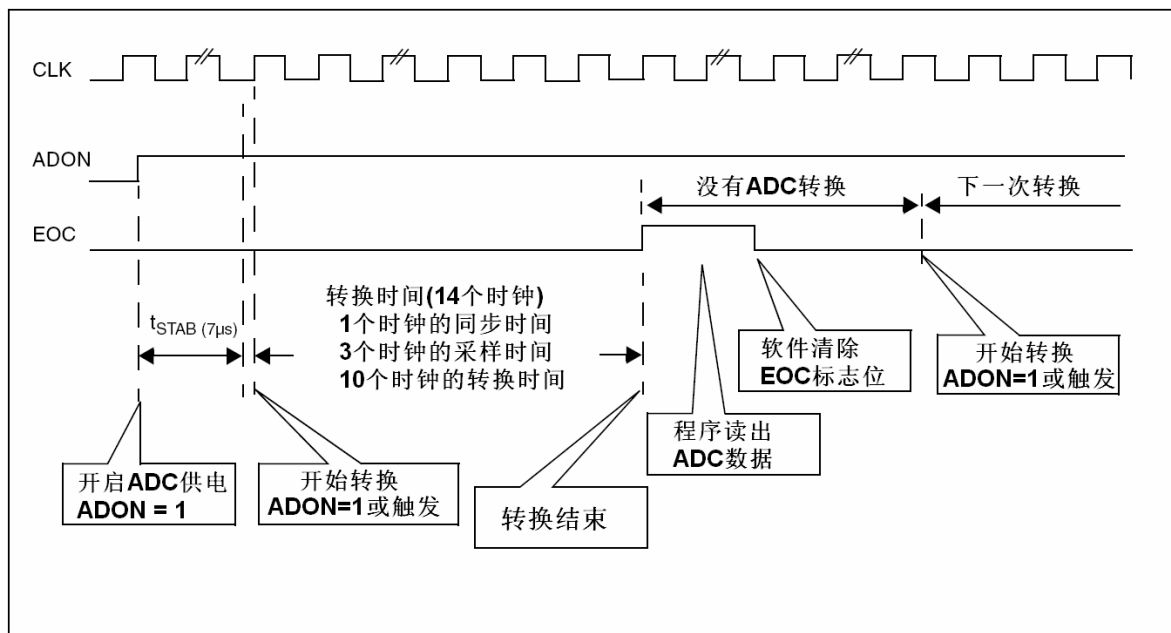 CLK
ADON
没有ADC转换
下一次转换
EOC
tSTAB (7µs)
转换时间(14个时钟)
1个时钟的同步时间
3个时钟的采样时间
10个时钟的转换时间
软件清除
EOC标志位
开始转换
ADON=1或触发
程序读出
ADC数据
开启ADC供电
ADON = 1
开始转换
ADON=1或触发
转换结束